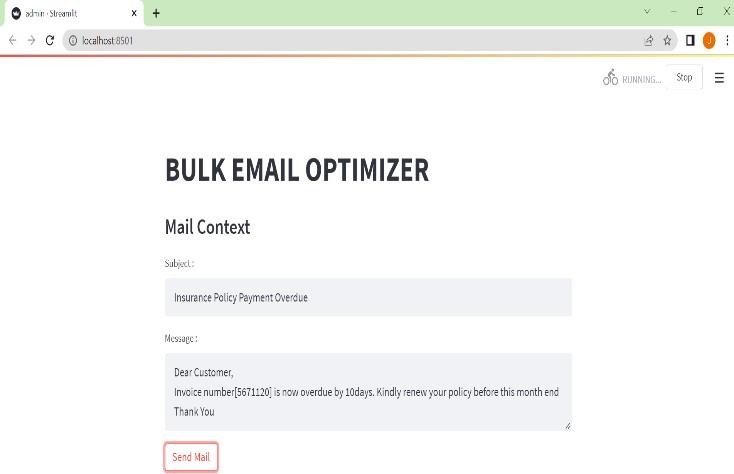 admin · Streamlit
localhost:8501
J
RUNNING...
Stop
BULK EMAIL OPTIMIZER
Mail Context
Subject :
Insurance Policy Payment Overdue
Message :
Dear Customer,
Invoice number[5671120] is now overdue by 10days. Kindly renew your policy before this month end
Thank You
Send Mail